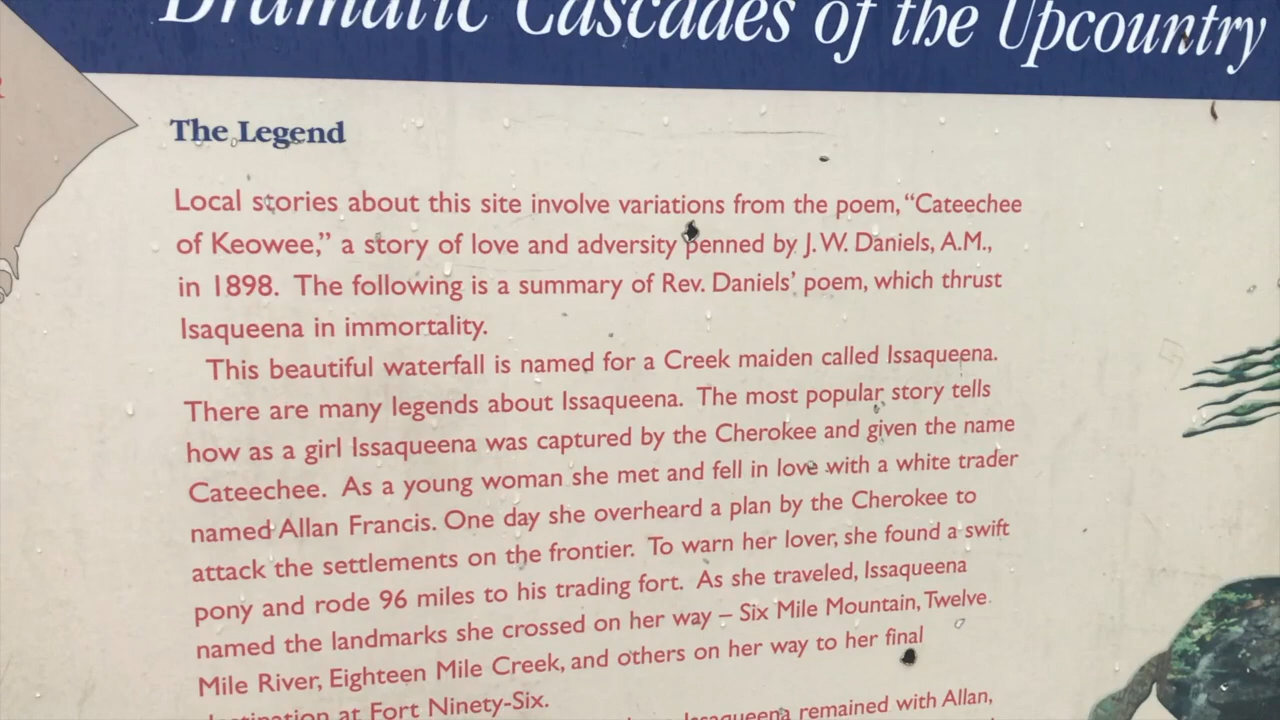 Dramatic Cascades of the Upcountry
The Legend
Local stories about this site involve variations from the poem, “Cateechee
of Keowee,” a story of love and adversity penned by J. W. Daniels, A.M.,
in 1898. The following is a summary of Rev. Daniels’ poem, which thrust
Isaqueena in immortality.
This beautiful waterfall is named for a Creek maiden called Issaqueena.
There are many legends about Issaqueena. The most popular story tells
how as a girl Issaqueena was captured by the Cherokee and given the name
Cateechee. As a young woman she met and fell in love with a white trader
named Allan Francis. One day she overheard a plan by the Cherokee to
attack the settlements on the frontier. To warn her lover, she found a swift
pony and rode 96 miles to his trading fort. As she traveled, Issaqueena
named the landmarks she crossed on her way – Six Mile Mountain, Twelve
Mile River, Eighteen Mile Creek, and others on her way to her final
destination at Fort Ninety-Six.
Issaqueena remained with Allan,